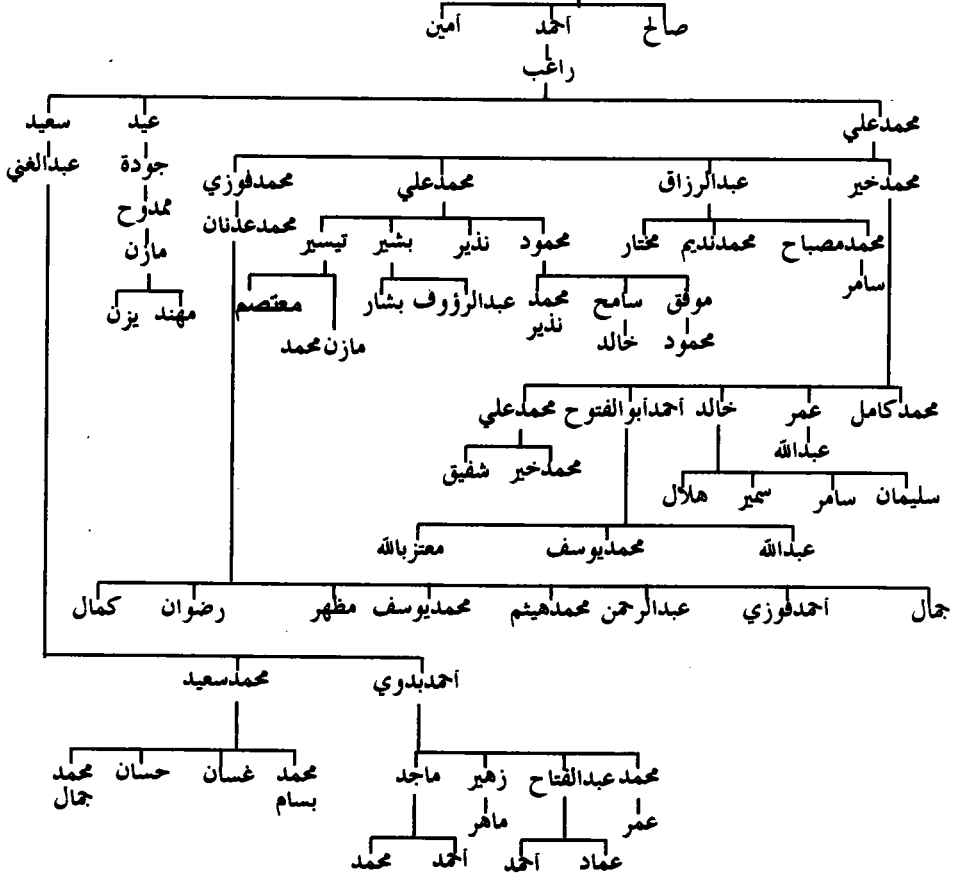 صالح أحمد أمين
راغب
محمدعلي عيد سعيد
جودة عبدالغني
محمدخير عبدالرزاق محمدعلي محمدفوزي
ممدوح
محمدعدنان
محمدمصباح محمدنديم مختار محمود نذير بشير تيسير مازن
سامر
موفق سامح محمد نذير عبدالرؤوف بشار معتصم مهند يزن
محمود خالد مازن محمد
محمدكامل عمر خالد أحمدأبوالفتوح محمدعلي
عبدالله
محمدخير شفيق
سليمان سامر سمير هلال
عبدالله محمديوسف معتزبالله
جمال أحمدفوزي عبدالرحمن محمدهيثم محمديوسف مظهر رضوان كمال
أحمدبدوي محمدسعيد
محمد عبدالفتاح زهير ماجد محمد بسام غسان حسان محمد جمال
عمر ماهر
عماد أحمد أحمد محمد